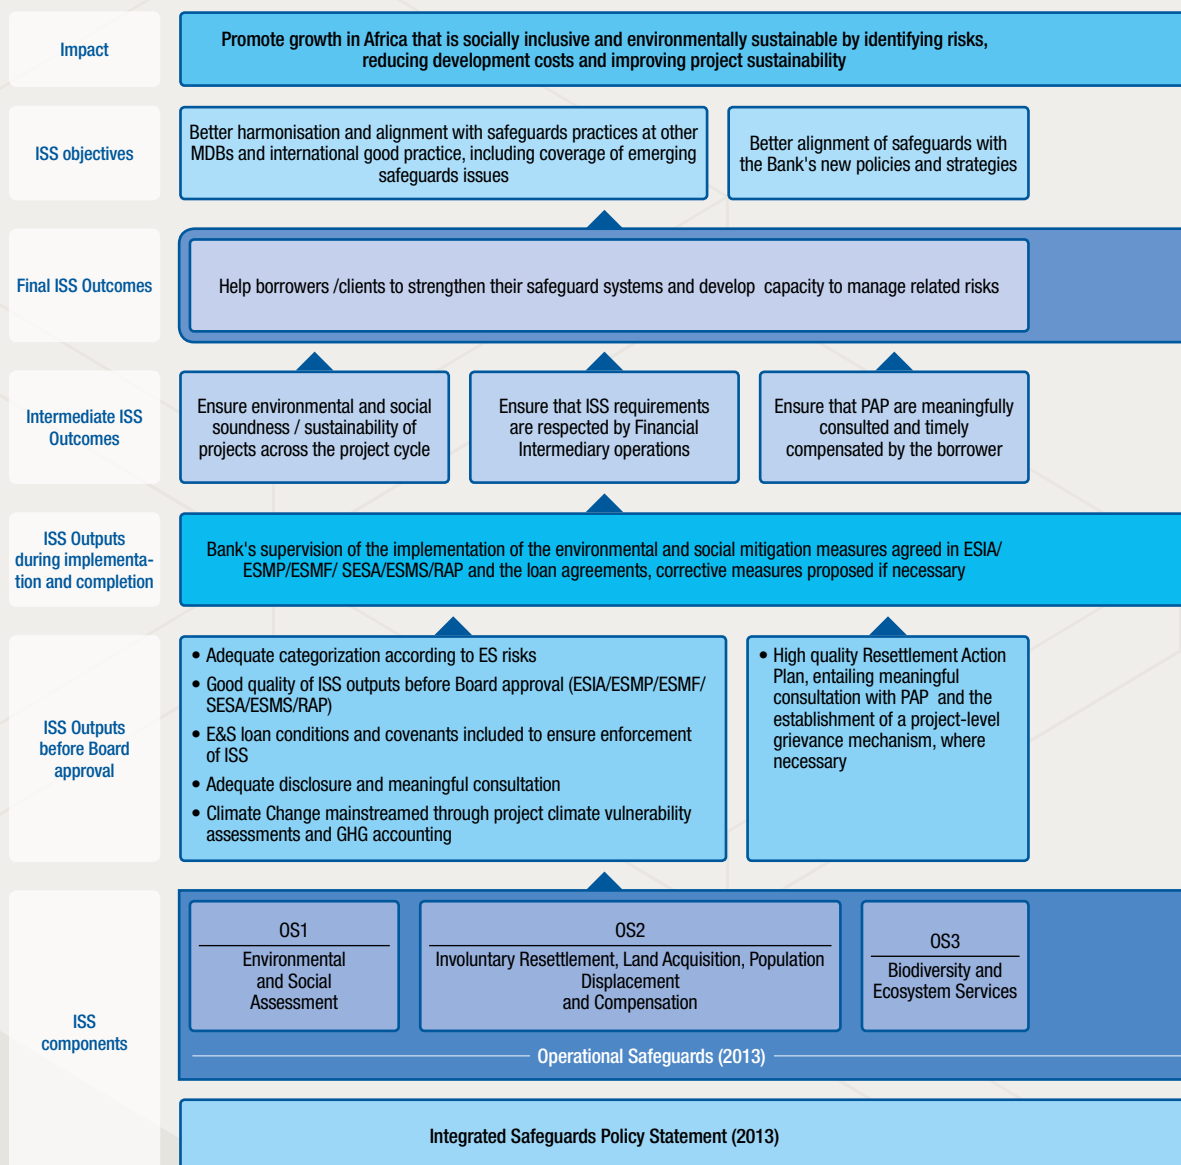 Impact
Promote growth in Africa that is socially inclusive and environmentally sustainable by identifying risks,
reducing development costs and improving project sustainability
ISS objectives
Better harmonisation and alignment with safeguards practices at other
MDBs and international good practice, including coverage of emerging
safeguards issues
Better alignment of safeguards with
the Bank's new policies and strategies
Final ISS Outcomes
Help borrowers /clients to strengthen their safeguard systems and develop capacity to manage related risks
Intermediate ISS
Outcomes
Ensure environmental and social
soundness / sustainability of
projects across the project cycle
Ensure that ISS requirements
are respected by Financial
Intermediary operations
Ensure that PAP are meaningfully
consulted and timely
compensated by the borrower
ISS Outputs
during implementa-
tion and completion
Bank's supervision of the implementation of the environmental and social mitigation measures agreed in ESIA/
ESMP/ESMF/ SESA/ESMS/RAP and the loan agreements, corrective measures proposed if necessary
ISS Outputs
before Board
approval
• Adequate categorization according to ES risks
• Good quality of ISS outputs before Board approval (ESIA/ESMP/ESMF/
SESA/ESMS/RAP)
• E&S loan conditions and covenants included to ensure enforcement
of ISS
• Adequate disclosure and meaningful consultation
• Climate Change mainstreamed through project climate vulnerability
assessments and GHG accounting
• High quality Resettlement Action
Plan, entailing meaningful
consultation with PAP and the
establishment of a project-level
grievance mechanism, where
necessary
ISS
components
OS1
Environmental
and Social
Assessment
OS2
Involuntary Resettlement, Land Acquisition, Population
Displacement
and Compensation
OS3
Biodiversity and
Ecosystem Services
Operational Safeguards (2013)
Integrated Safeguards Policy Statement (2013)